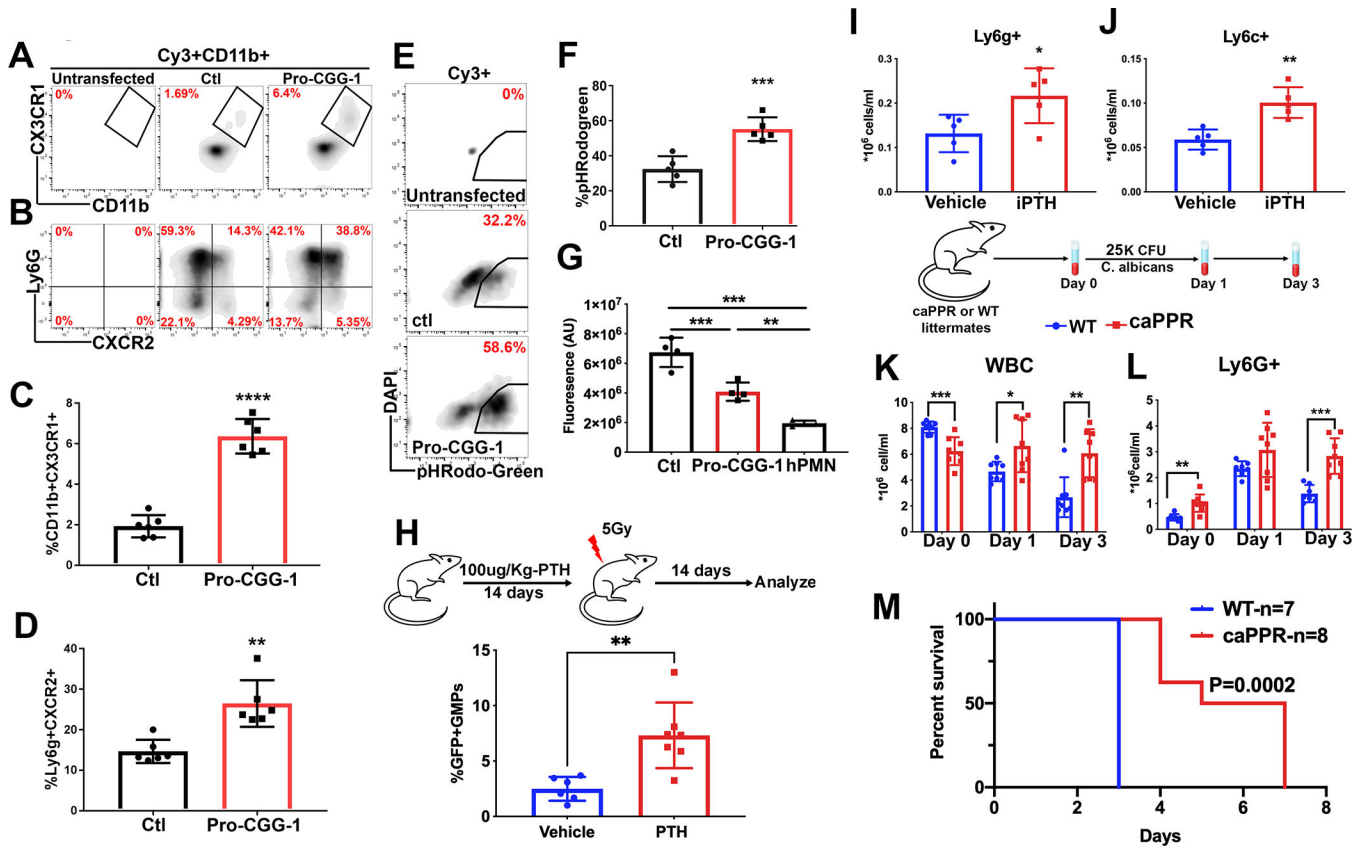 A
Cy3+CD11b+
Untransfected
Ctl
Pro-CGG-1
0%
1.69%
6.4%
CX3CR1
CD11b
B
0%
0%
59.3%
14.3%
42.1%
38.8%
0%
0%
22.1%
4.29%
13.7%
5.35%
Ly6G
CXCR2
C
%CD11b+CX3CR1+
8
6
4
2
0
****
Ctl
Pro-CGG-1
D
%Ly6g+CXCR2+
40
30
20
10
0
**
Ctl
Pro-CGG-1
E
Cy3+
0%
Untransfected
32.2%
ctl
58.6%
Pro-CGG-1
DAPI
pHRodo-Green
F
%pHRodogreen
100
80
60
40
20
0
***
Ctl
Pro-CGG-1
G
Fluoresence (AU)
1×10⁷
8×10⁶
6×10⁶
4×10⁶
2×10⁶
0
***
***
**
Ctl
Pro-CGG-1
hPMN
H
5Gy
100ug/Kg-PTH
14 days
14 days
Analyze
%GFP+GMPs
15
10
5
0
**
Vehicle
PTH
I
Ly6g+
*10⁶ cells/ml
0.3
0.2
0.1
0.0
*
Vehicle
iPTH
J
Ly6c+
*10⁶ cells/ml
0.15
0.10
0.05
0.00
**
Vehicle
iPTH
25K CFU
C. albicans
Day 0
Day 1
Day 3
caPPR or WT
littermates
WT
caPPR
K
WBC
*10⁶ cell/ml
10
8
6
4
2
0
***
*
**
Day 0
Day 1
Day 3
L
Ly6G+
*10⁶cell/ml
5
4
3
2
1
0
**
***
Day 0
Day 1
Day 3
M
WT-n=7
caPPR-n=8
P=0.0002
Percent survival
100
50
0
0
2
4
6
8
Days